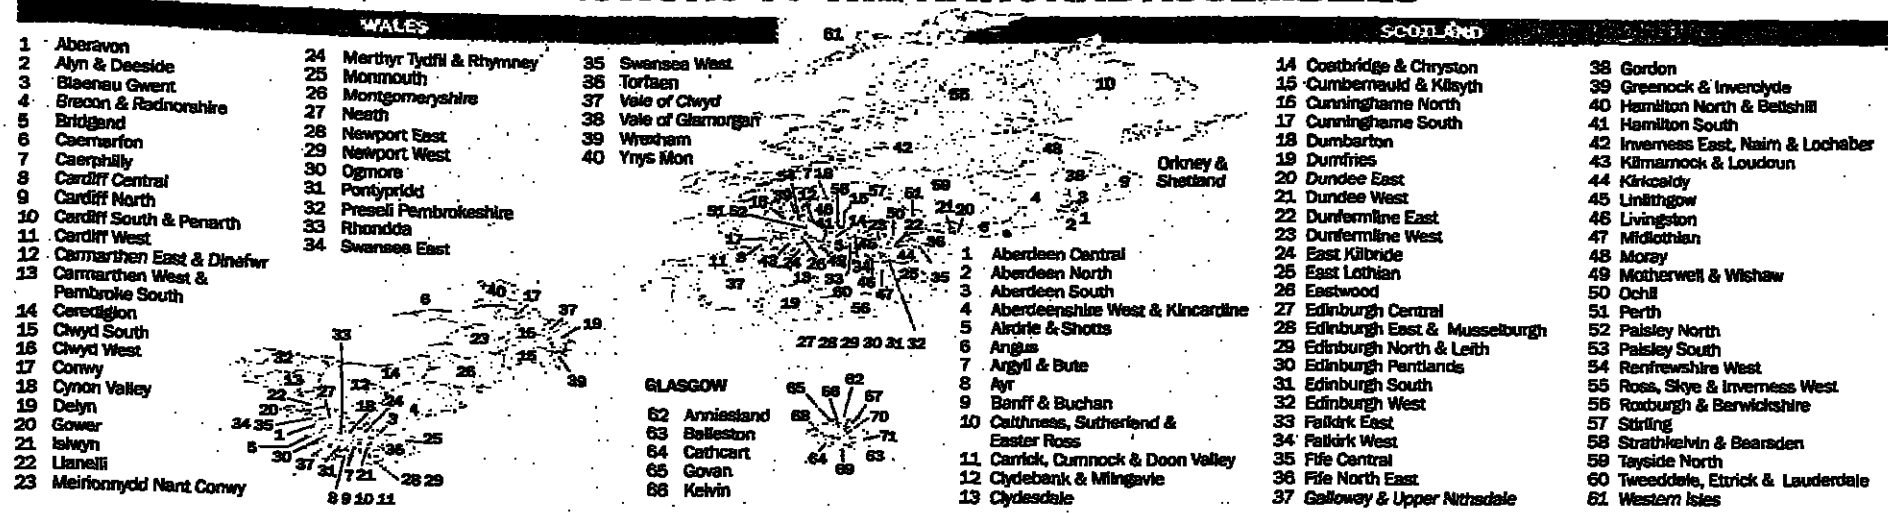 WALES
1 Aberavon
2 Alyn & Deeside
3 Blaenau Gwent
4 Brecon & Radnorshire
5 Bridgend
6 Caernarfon
7 Caerphilly
8 Cardiff Central
9 Cardiff North
10 Cardiff South & Penarth
11 Cardiff West
12 Carmarthen East & Dinefwr
13 Carmarthen West &
Pembroke South
14 Ceredigion
15 Clwyd South
16 Clwyd West
17 Conwy
18 Cynon Valley
19 Delyn
20 Gower
21 Islwyn
22 Llanelli
23 Meirionnydd Nant Conwy
24 Merthyr Tydfil & Rhymney
25 Monmouth
26 Montgomeryshire
27 Neath
28 Newport East
29 Newport West
30 Ogmore
31 Pontypridd
32 Preseli Pembrokeshire
33 Rhondda
34 Swansea East
35 Swansea West
36 Torfaen
37 Vale of Clwyd
38 Vale of Glamorgan
39 Wrexham
40 Ynys Mon
SCOTLAND
Orkney &
Shetland
1 Aberdeen Central
2 Aberdeen North
3 Aberdeen South
4 Aberdeenshire West & Kincardine
5 Airdrie & Shotts
6 Angus
7 Argyll & Bute
8 Ayr
9 Banff & Buchan
10 Caithness, Sutherland &
Easter Ross
11 Carrick, Cumnock & Doon Valley
12 Clydebank & Milngavie
13 Clydesdale
14 Coatbridge & Chryston
15 Cumbernauld & Kilsyth
16 Cunninghame North
17 Cunninghame South
18 Dumbarton
19 Dumfries
20 Dundee East
21 Dundee West
22 Dunfermline East
23 Dunfermline West
24 East Kilbride
25 East Lothian
26 Eastwood
27 Edinburgh Central
28 Edinburgh East & Musselburgh
29 Edinburgh North & Leith
30 Edinburgh Pentlands
31 Edinburgh South
32 Edinburgh West
33 Falkirk East
34 Falkirk West
35 Fife Central
36 Fife North East
37 Galloway & Upper Nithsdale
38 Gordon
39 Greenock & Inverclyde
40 Hamilton North & Bellshill
41 Hamilton South
42 Inverness East, Nairn & Lochaber
43 Kilmarnock & Loudoun
44 Kirkcaldy
45 Linlithgow
46 Livingston
47 Midlothian
48 Moray
49 Motherwell & Wishaw
50 Ochil
51 Perth
52 Paisley North
53 Paisley South
54 Renfrewshire West
55 Ross, Skye & Inverness West
56 Roxburgh & Berwickshire
57 Stirling
58 Strathkelvin & Bearsden
59 Tayside North
60 Tweeddale, Ettrick & Lauderdale
61 Western Isles
GLASGOW
62 Anniesland
63 Baileston
64 Cathcart
65 Govan
66 Kelvin
27 28 29 30 31 32
8 9 10 11
28 29